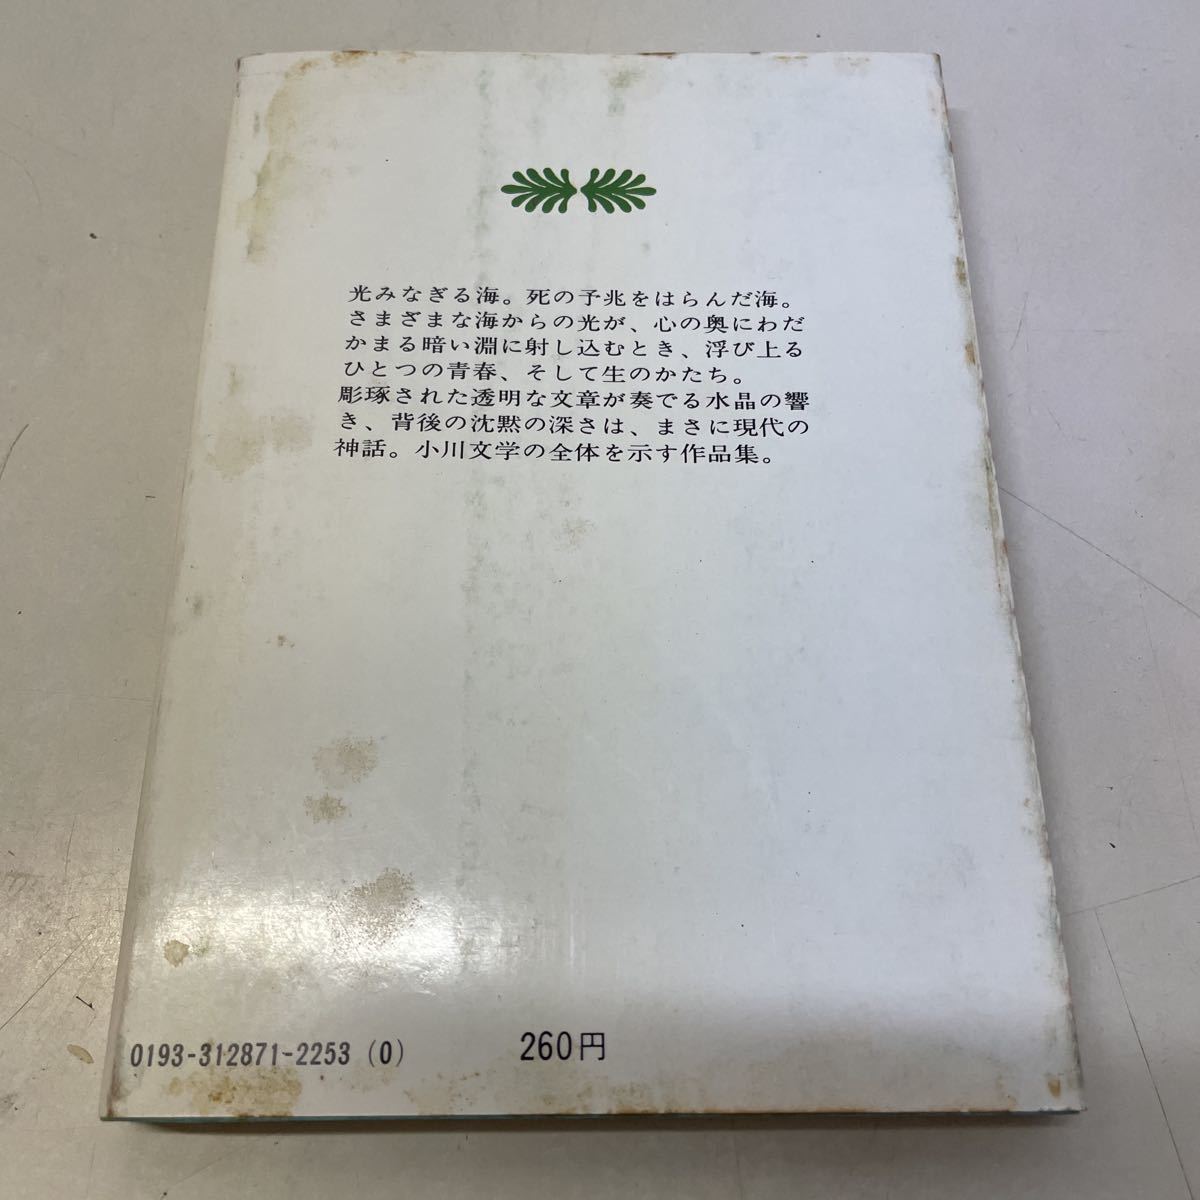 光みなぎる海。死の予兆をはらんだ海。
さまざまな海からの光が、心の奥にわだ
かまる暗い淵に射し込むとき、浮び上る
ひとつの青春、そして生のかたち。
彫琢された透明な文章が奏でる水晶の響
き、背後の沈黙の深さは、まさに現代の
神話。小川文学の全体を示す作品集。
0193-312871-2253 (0)
260円